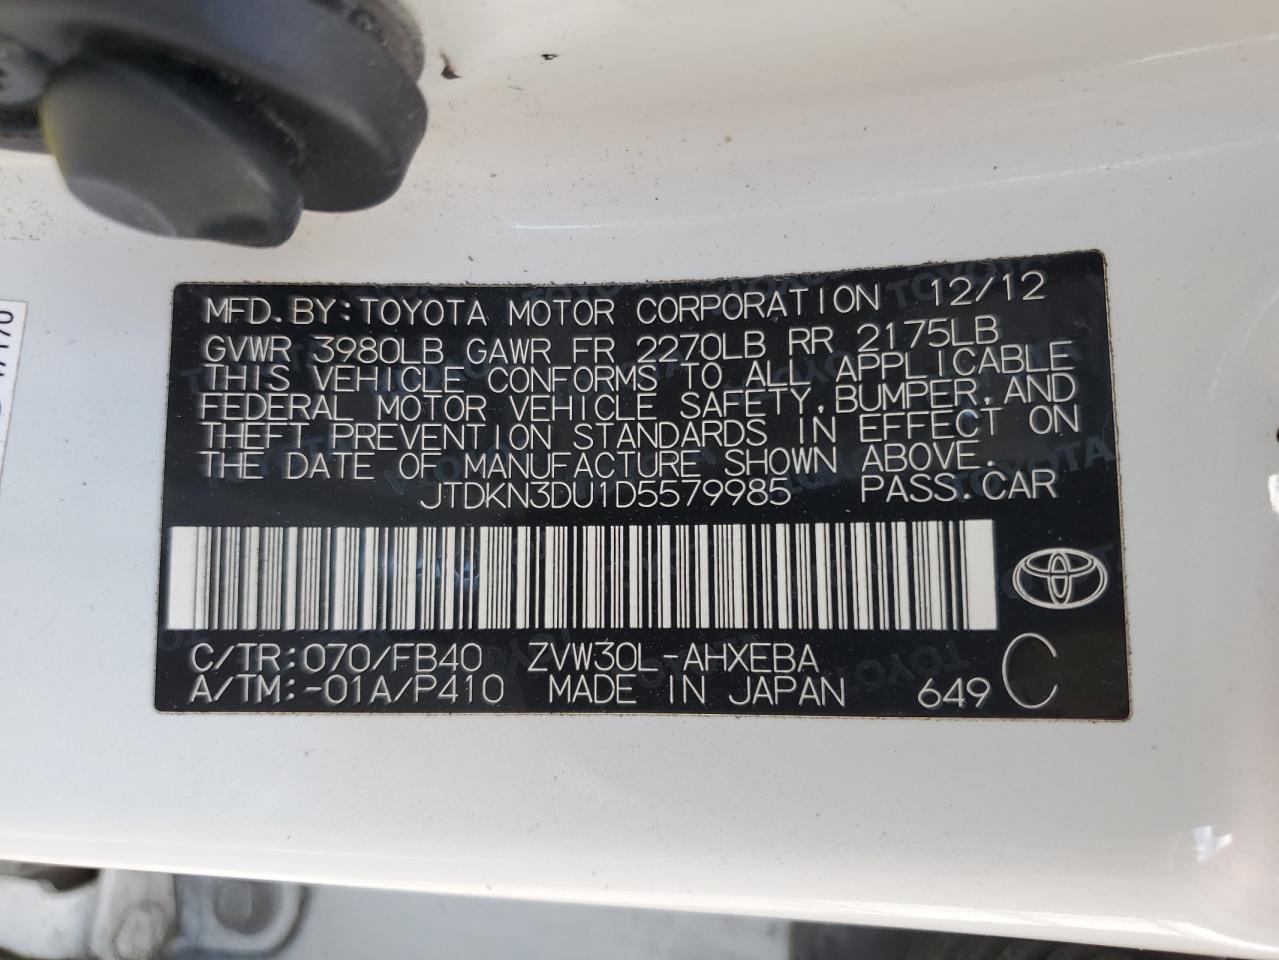 MFD.BY:TOYOTA MOTOR CORPORATION 12/12
GVWR 3980LB GAWR FR 2270LB RR 2175LB
THIS VEHICLE CONFORMS TO ALL APPLICABLE
FEDERAL MOTOR VEHICLE SAFETY, BUMPER, AND
THEFT PREVENTION STANDARDS IN EFFECT ON
THE DATE OF MANUFACTURE SHOWN ABOVE.
JTDKN3DU1D5579985 PASS.CAR
C/TR:070/FB40 ZVW30L-AHXEBA
A/TM:-01A/P410 MADE IN JAPAN 649 C